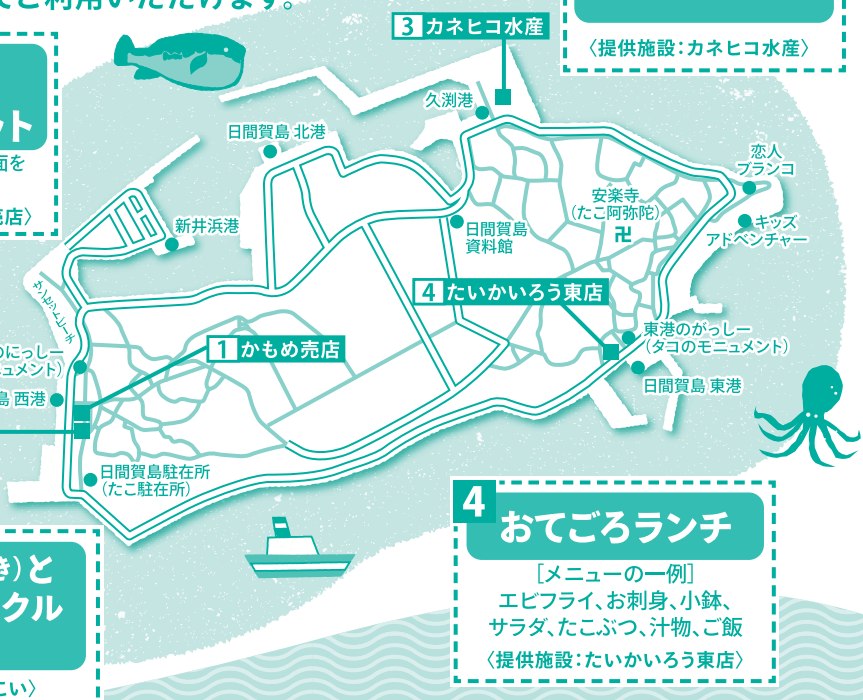 ご利用いただけます。
3 カネヒコ水産
〈提供施設：カネヒコ水産〉
ット
面を
売店〉
久渕港
日間賀島 北港
恋人
ブランコ
安楽寺
（たこ阿弥陀）
卍
キッズ
アドベンチャー
新井浜港
日間賀島
資料館
サンセットビーチ
4 たいかいろう東店
1 かもめ売店
東港のがっしー
（タコのモニュメント）
のにっしー
ュメント）
島 西港
日間賀島 東港
日間賀島駐在所
（たこ駐在所）
4
おてごろランチ
［メニューの一例］
エビフライ、お刺身、小鉢、
サラダ、たこぶつ、汁物、ご飯
〈提供施設：たいかいろう東店〉
き）と
クル
こい〉